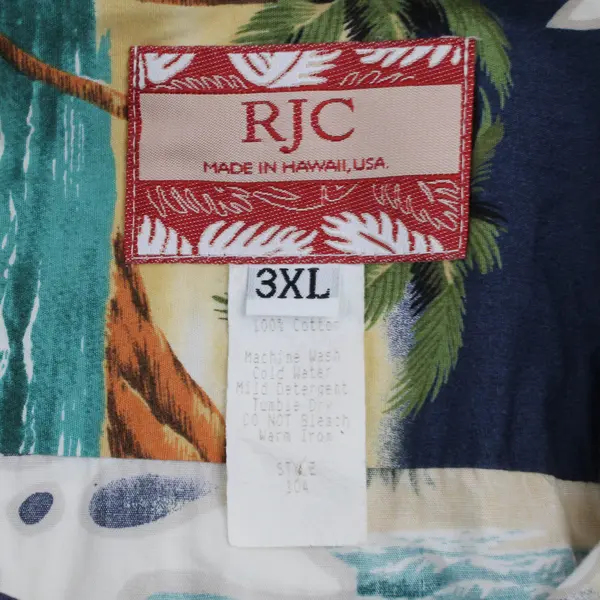 RJC
MADE IN HAWAII, USA.
3XL
100% Cotton
Machine Wash
Cold Water
Mild Detergent
Tumble Dry
DO NOT Bleach
Warm Iron
STYLE
104